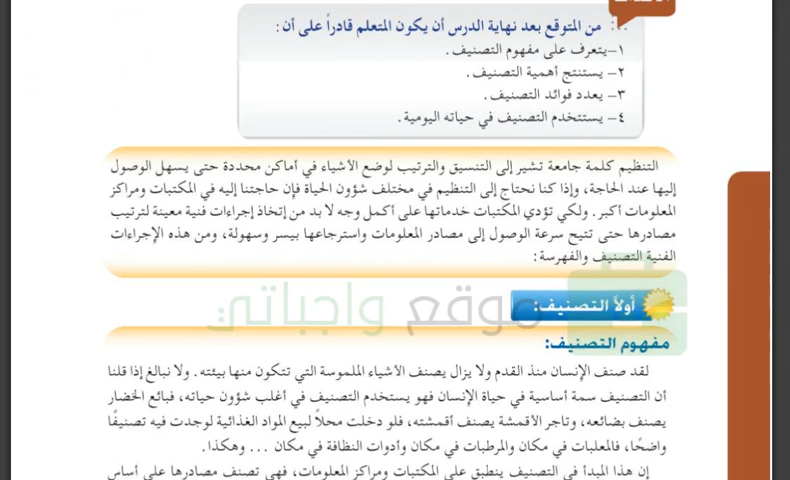 الأهداف
من المتوقع بعد نهاية الدرس أن يكون المتعلم قادراً على أن :
١– يتعرف على مفهوم التصنيف .
٢– يستنتج أهمية التصنيف .
٣– يعدد فوائد التصنيف .
٤– يستتخدم التصنيف في حياته اليومية .
التنظيم كلمة جامعة تشير إلى التنسيق والترتيب لوضع الأشياء في أماكن محددة حتى يسهل الوصول
إليها عند الحاجة، وإذا كنا نحتاج إلى التنظيم في مختلف شؤون الحياة فإن حاجتنا إليه في المكتبات ومراكز
المعلومات أكبر . ولكي تؤدي المكتبات خدماتها على أكمل وجه لا بد من إتخاذ إجراءات فنية معينة لترتيب
مصادرها حتى تتيح سرعة الوصول إلى مصادر المعلومات واسترجاعها بيسر وسهولة، ومن هذه الإجراءات
الفنية التصنيف والفهرسة :
موقع واجباتي
أولاً التصنيف:
مفهوم التصنيف:
لقد صنف الإنسان منذ القدم ولا يزال يصنف الأشياء الملموسة التي تتكون منها بيئته . ولا نبالغ إذا قلنا
أن التصنيف سمة أساسية في حياة الإنسان فهو يستخدم التصنيف في أغلب شؤون حياته، فبائع الخضار
يصنف بضائعه، وتاجر الأقمشة يصنف أقمشته، فلو دخلت محلاً لبيع المواد الغذائية لوجدت فيه تصنيفًا
واضحًا، فالمعلبات في مكان والمرطبات في مكان وأدوات النظافة في مكان ... وهكذا .
إن هذا المبدأ في التصنيف ينطبق على المكتبات ومراكز المعلومات، فهي تصنف مصادرها على أساس